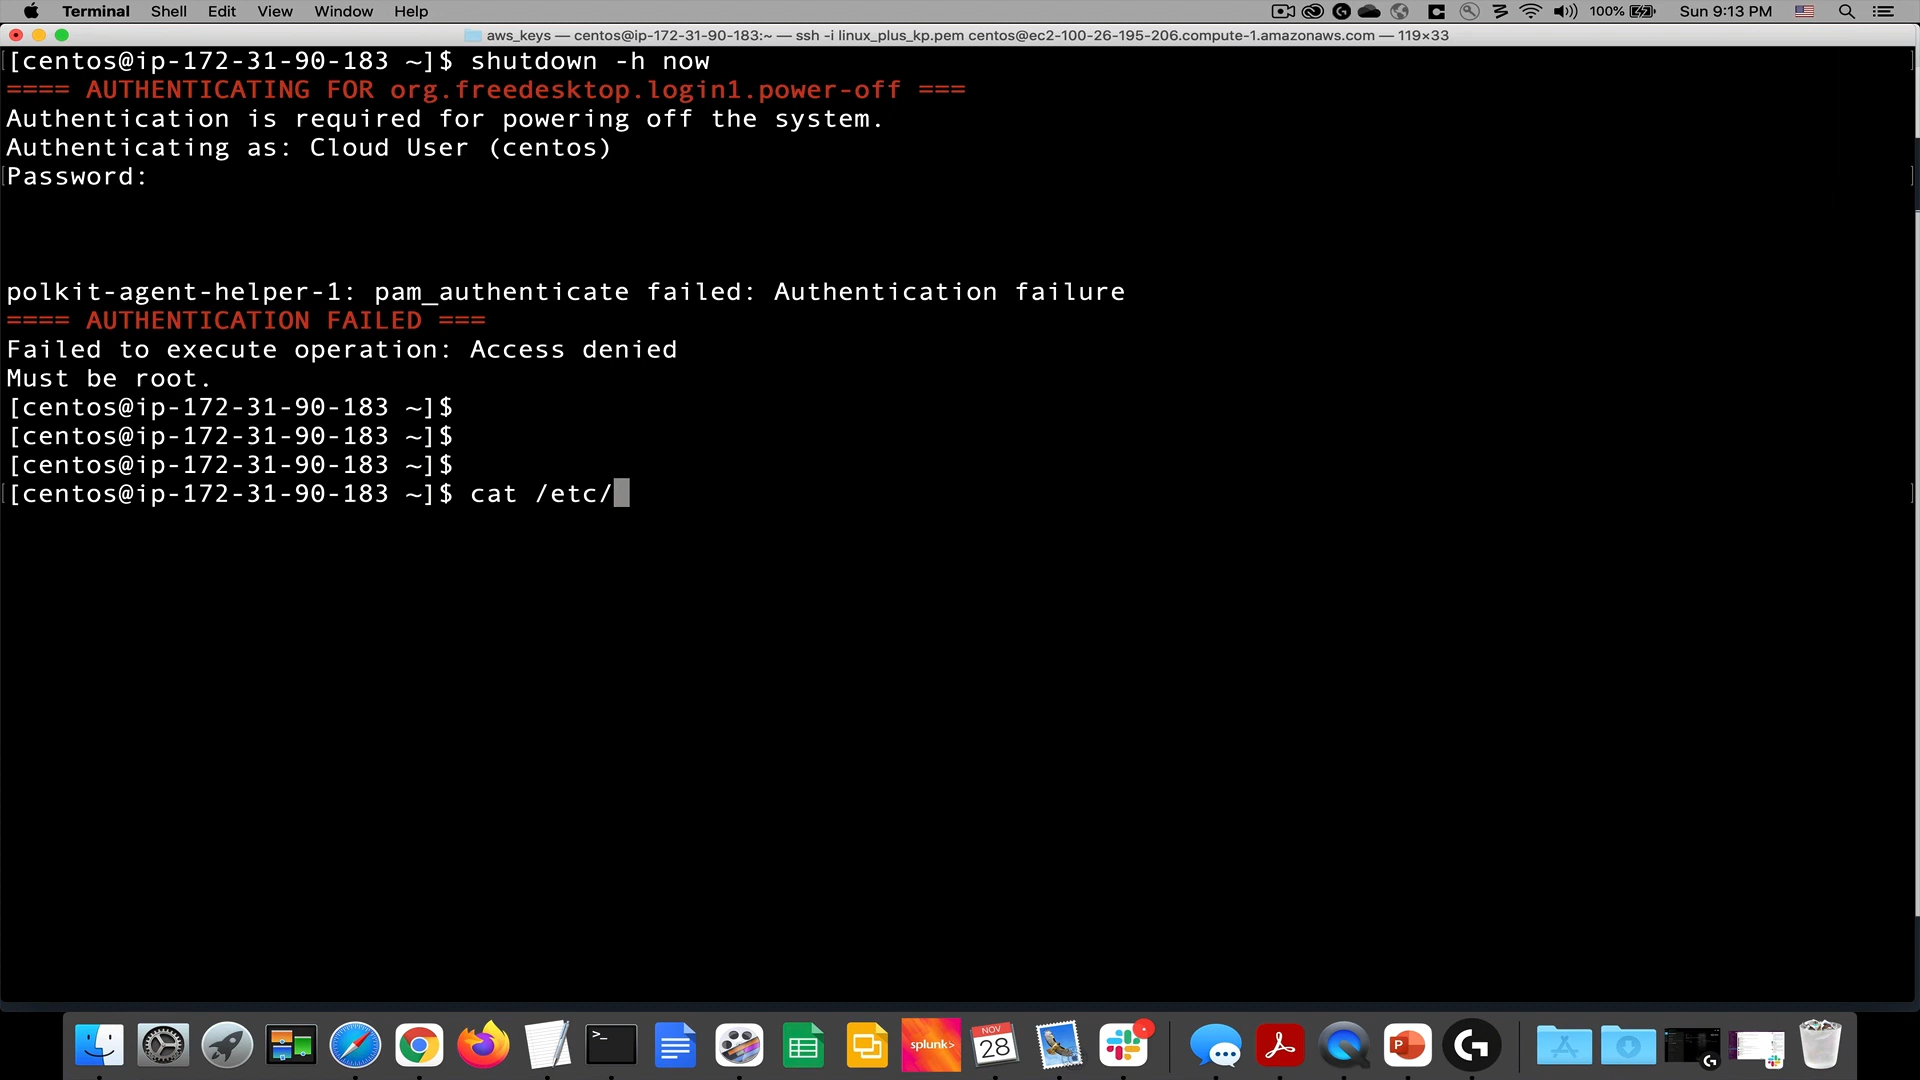 Terminal Shell Edit View Window Help 100% Sun 9:13 PM
aws_keys — centos@ip-172-31-90-183:~ — ssh -i linux_plus_kp.pem centos@ec2-100-26-195-206.compute-1.amazonaws.com — 119×33
[centos@ip-172-31-90-183 ~]$ shutdown -h now
==== AUTHENTICATING FOR org.freedesktop.login1.power-off ===
Authentication is required for powering off the system.
Authenticating as: Cloud User (centos)
Password:
polkit-agent-helper-1: pam_authenticate failed: Authentication failure
==== AUTHENTICATION FAILED ===
Failed to execute operation: Access denied
Must be root.
[centos@ip-172-31-90-183 ~]$
[centos@ip-172-31-90-183 ~]$
[centos@ip-172-31-90-183 ~]$
[centos@ip-172-31-90-183 ~]$ cat /etc/
splunk>
NOV
28